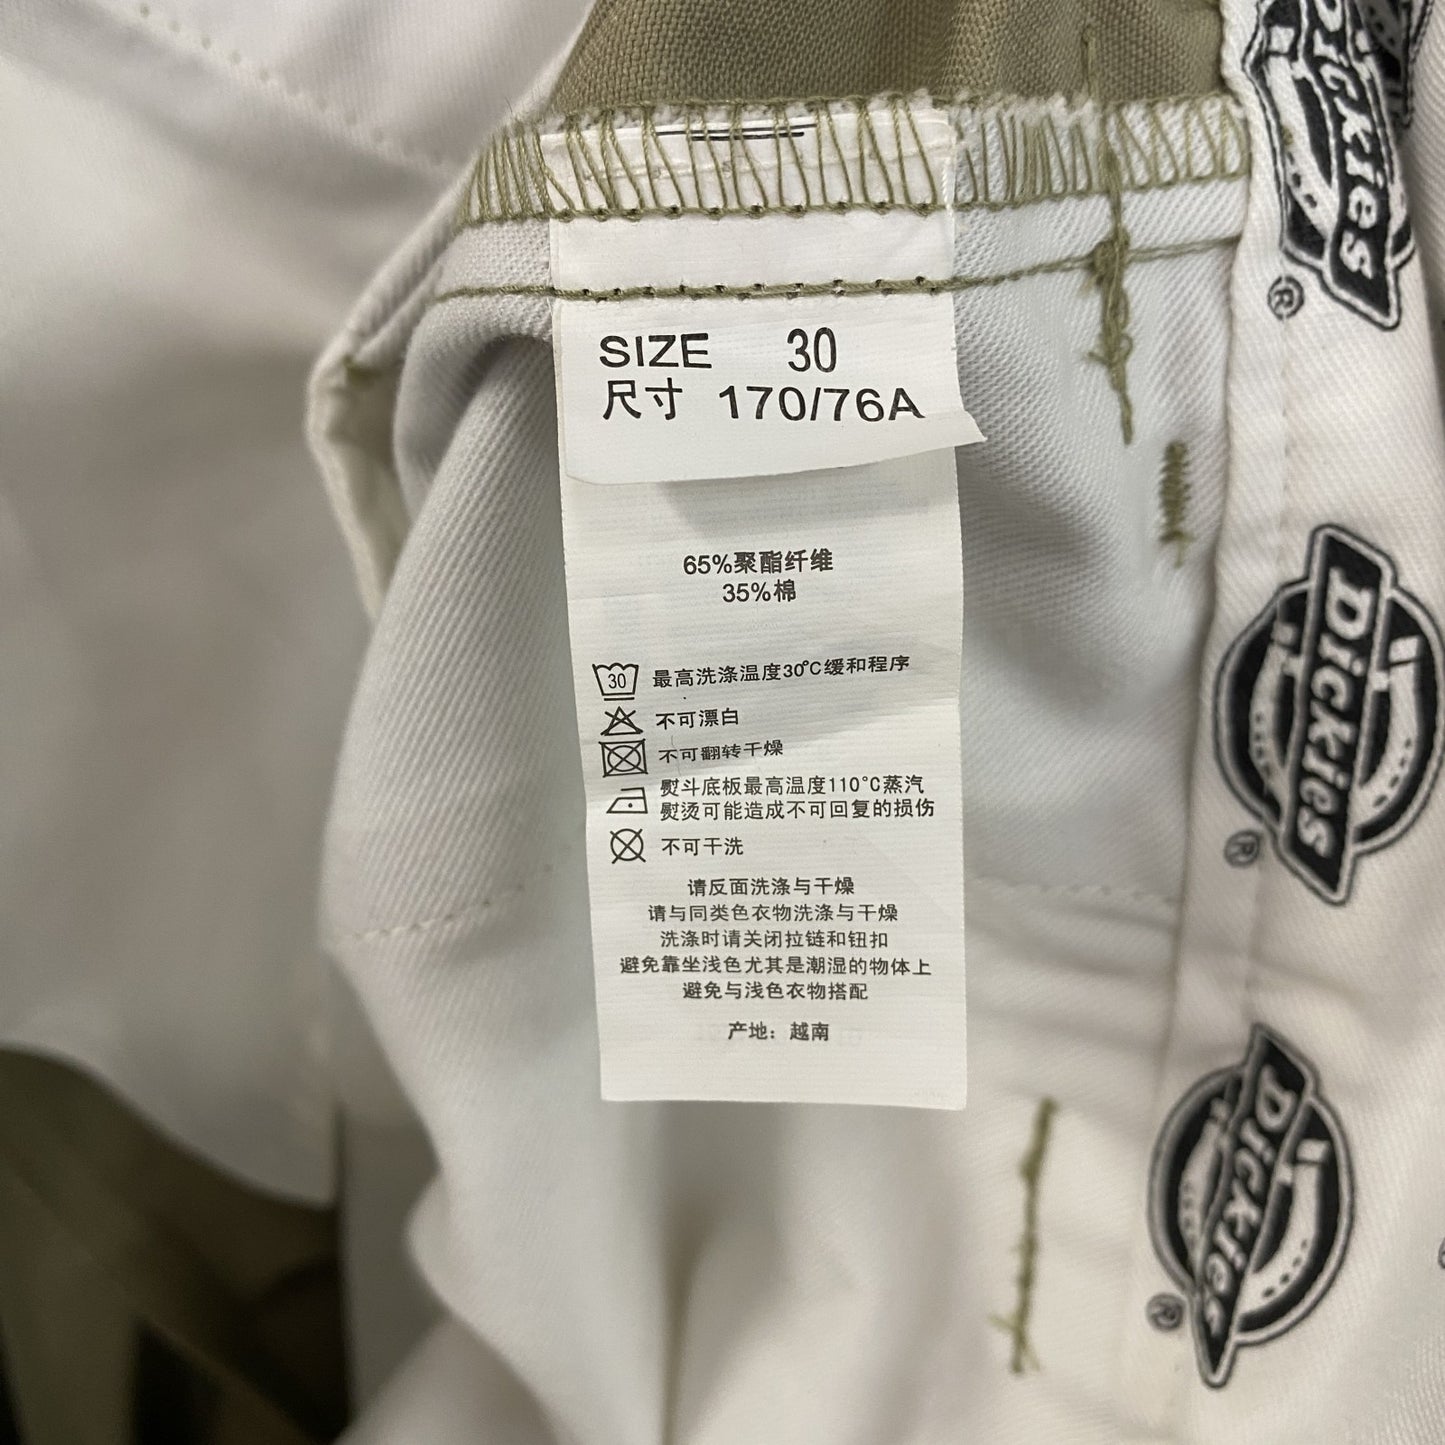 SIZE 30
尺寸 170/76A
65%聚酯纤维
35%棉
30 最高洗涤温度30°C缓和程序
不可漂白
不可翻转干燥
熨斗底板最高温度110°C蒸汽
熨烫可能造成不可回复的损伤
不可干洗
请反面洗涤与干燥
请与同类色衣物洗涤与干燥
洗涤时请关闭拉链和钮扣
避免靠坐浅色尤其是潮湿的物体上
避免与浅色衣物搭配
产地：越南
Dickies
®
Dickies
®
Dickies
®